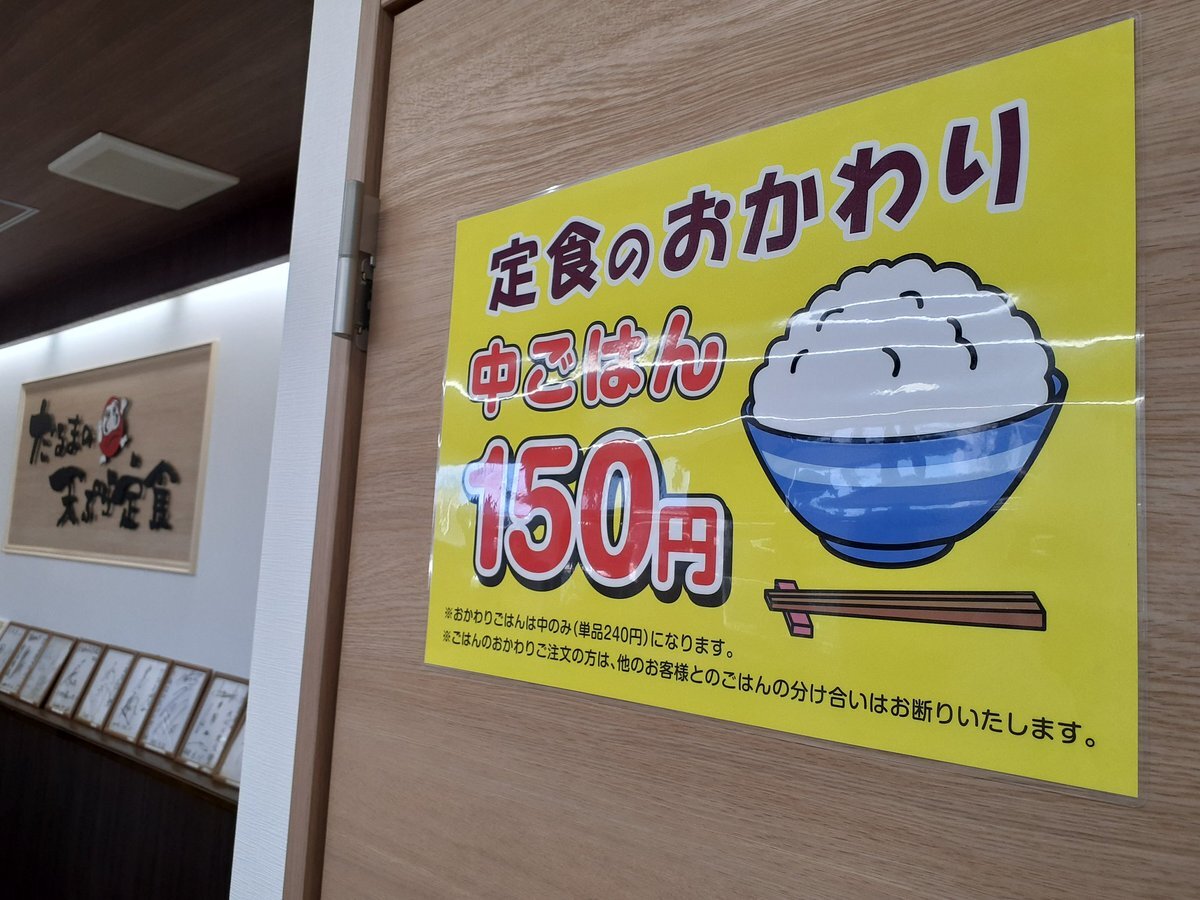 定食のおかわり
中ごはん
150円
※おかわりごはんは中のみ(単品240円)になります。
※ごはんのおかわりご注文の方は、他のお客様とのごはんの分け合いはお断りいたします。
だるまの
天ぷら定食